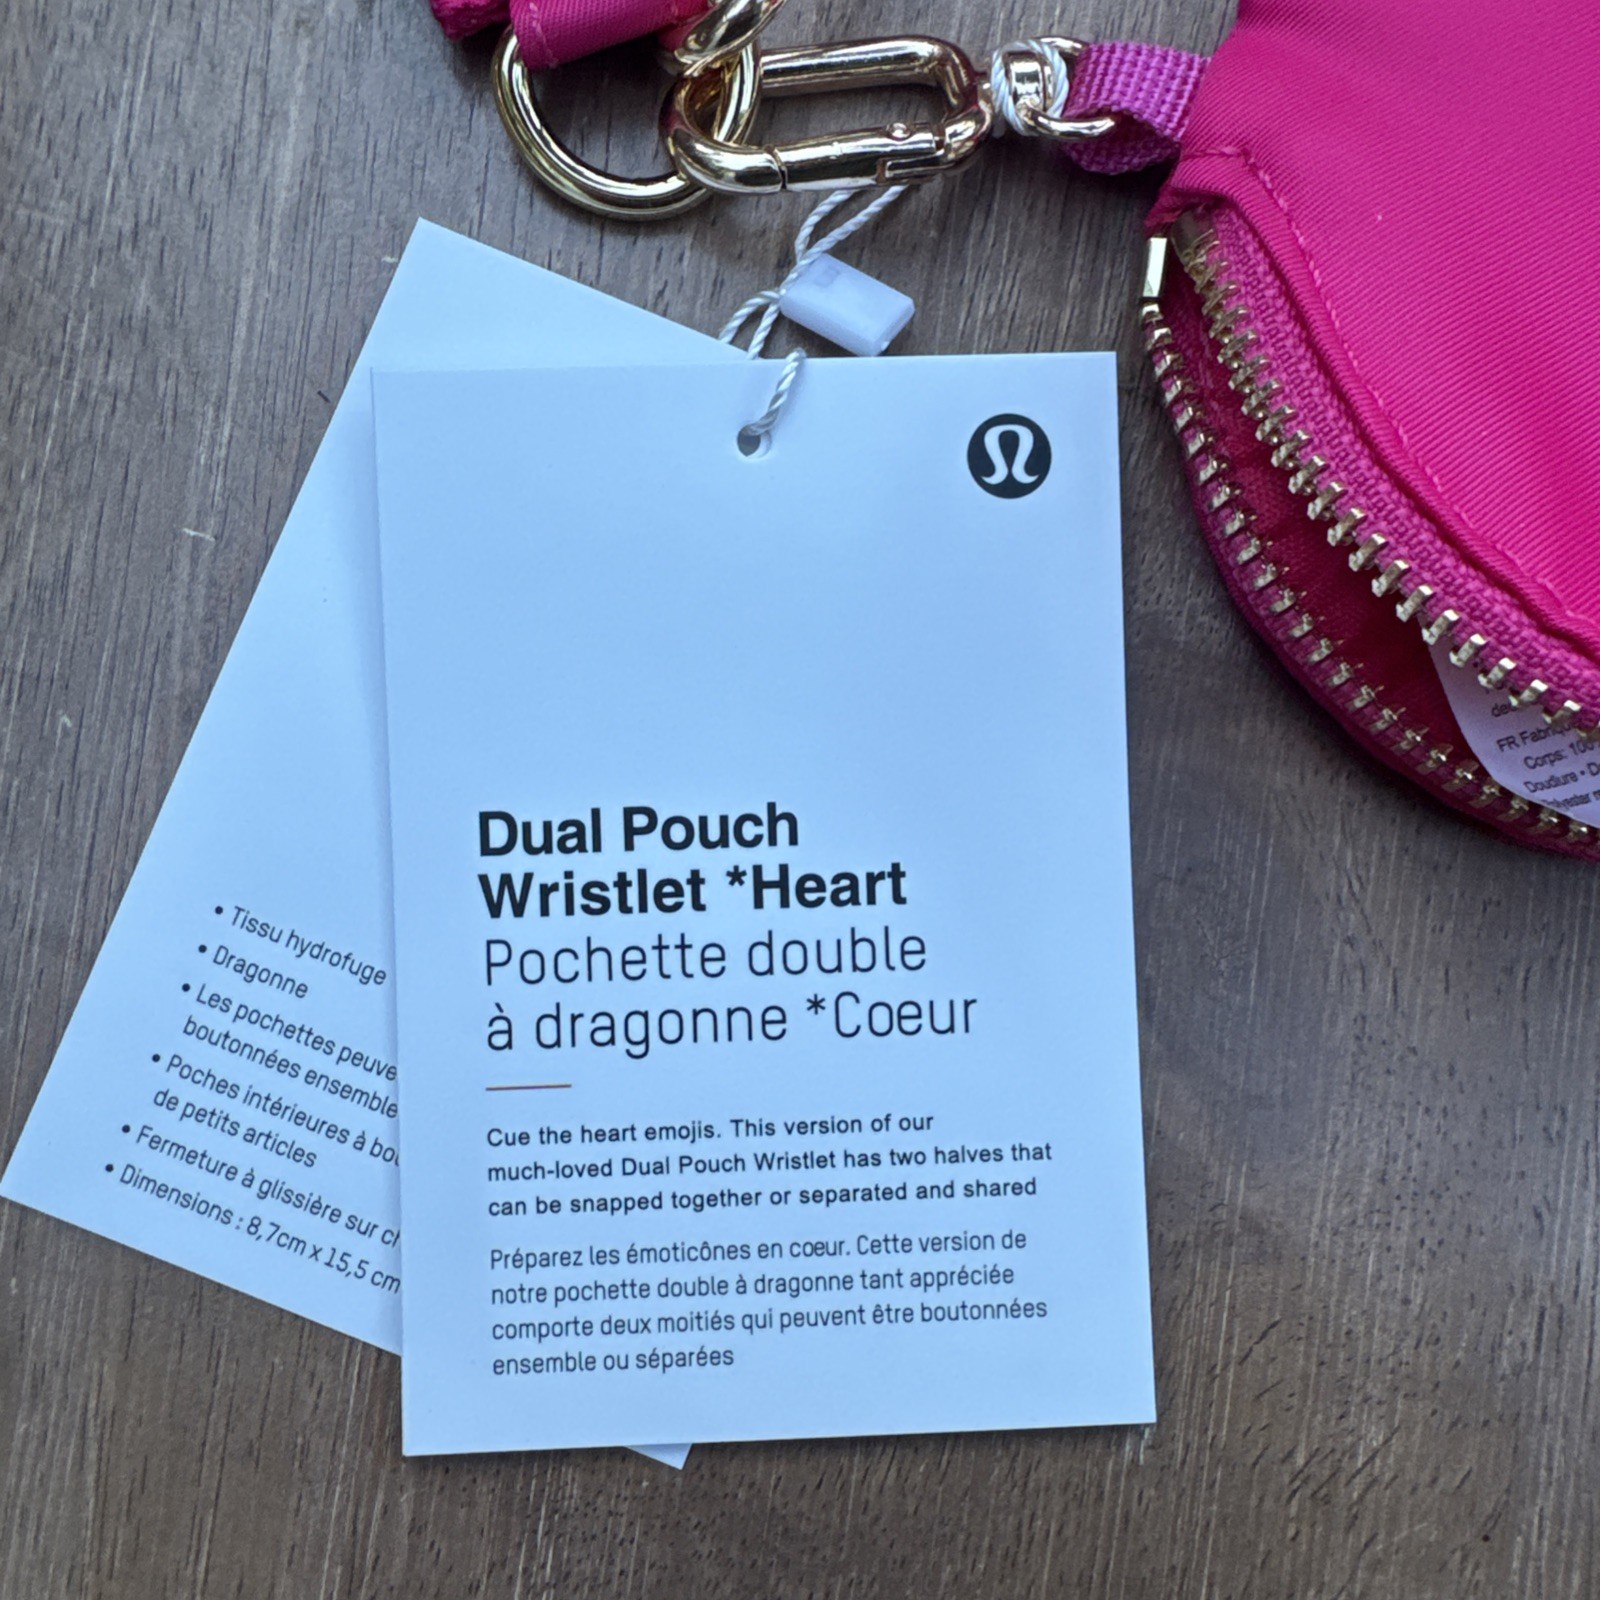 Dual Pouch
Wristlet *Heart
Pochette double
à dragonne *Coeur
Cue the heart emojis. This version of our
much-loved Dual Pouch Wristlet has two halves that
can be snapped together or separated and shared
Préparez les émoticônes en coeur. Cette version de
notre pochette double à dragonne tant appréciée
comporte deux moitiés qui peuvent être boutonnées
ensemble ou séparées
• Tissu hydrofuge
• Dragonne
• Les pochettes
boutonnées ensemble
• Poches intérieures à
de petits articles
• Fermeture à glissière sur
• Dimensions : 8,7cm x 15,5 cm
FR
Corps: 100
Doublure •